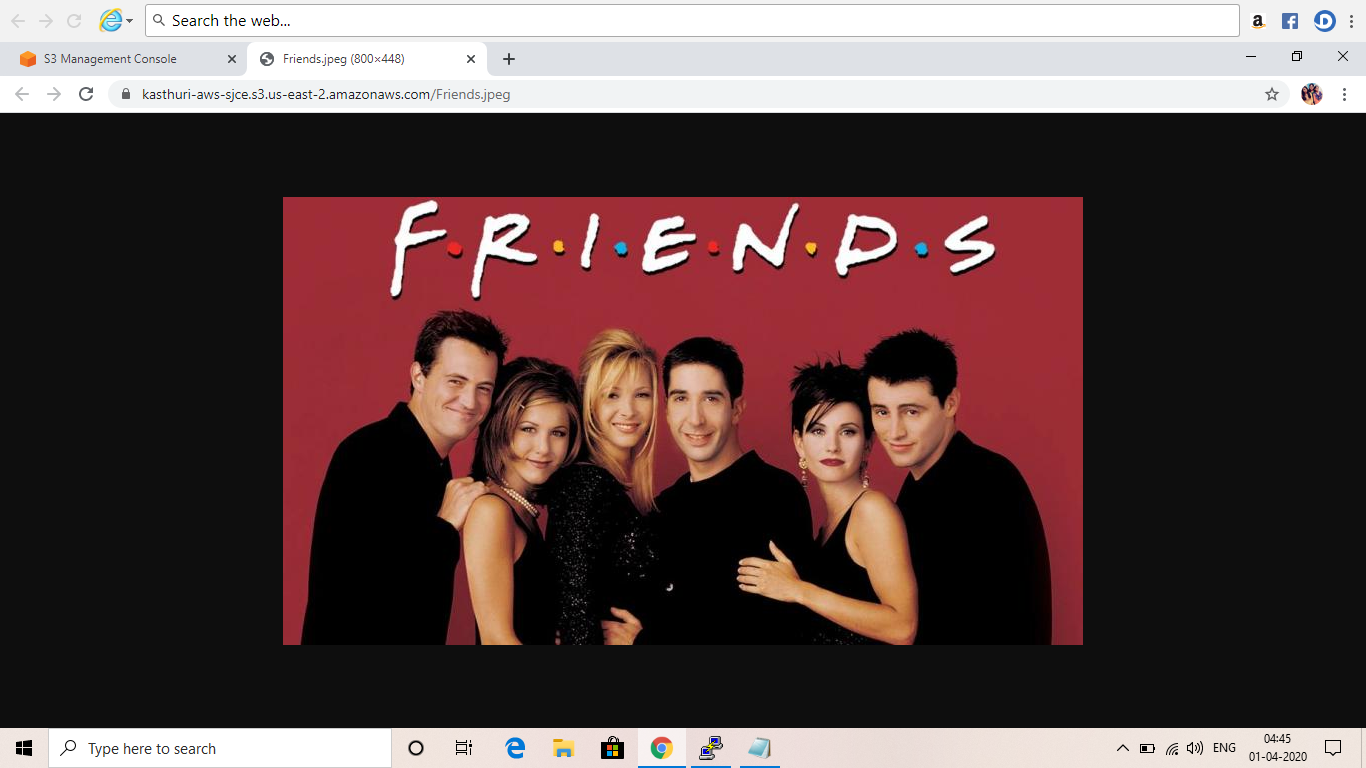 Search the web...
S3 Management Console
Friends.jpeg (800×448)
kasthuri-aws-sjce.s3.us-east-2.amazonaws.com/Friends.jpeg
F·R·I·E·N·D·S
Type here to search
ENG
04:45
01-04-2020